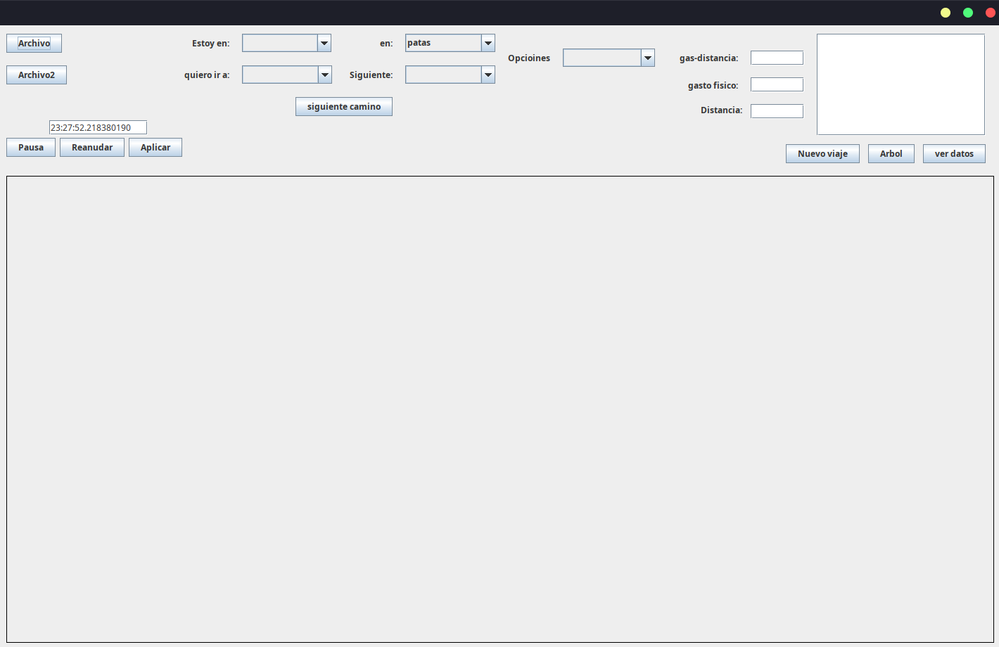 Archivo
Estoy en:
en:
patas
Opcioines
gas-distancia:
Archivo2
quiero ir a:
Siguiente:
gasto fisico:
siguiente camino
Distancia:
23:27:52.218380190
Pausa
Reanudar
Aplicar
Nuevo viaje
Arbol
ver datos